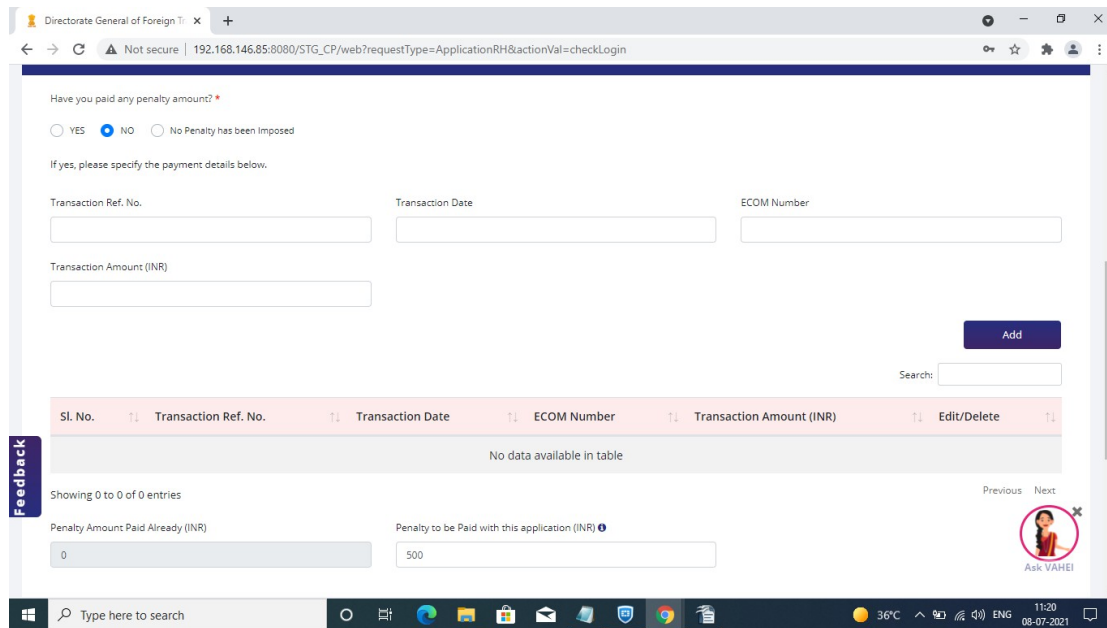 Directorate General of Foreign Tr
Not secure | 192.168.146.85:8080/STG_CP/web?requestType=ApplicationRH&actionVal=checkLogin
Have you paid any penalty amount? *
YES NO No Penalty has been Imposed
If yes, please specify the payment details below.
Transaction Ref. No. Transaction Date ECOM Number
Transaction Amount (INR)
Add
Search:
Sl. No. Transaction Ref. No. Transaction Date ECOM Number Transaction Amount (INR) Edit/Delete
No data available in table
Feedback
Showing 0 to 0 of 0 entries
Previous Next
Penalty Amount Paid Already (INR) Penalty to be Paid with this application (INR)
0 500
Ask VAHEI
Type here to search
36°C ENG 11:20
08-07-2021